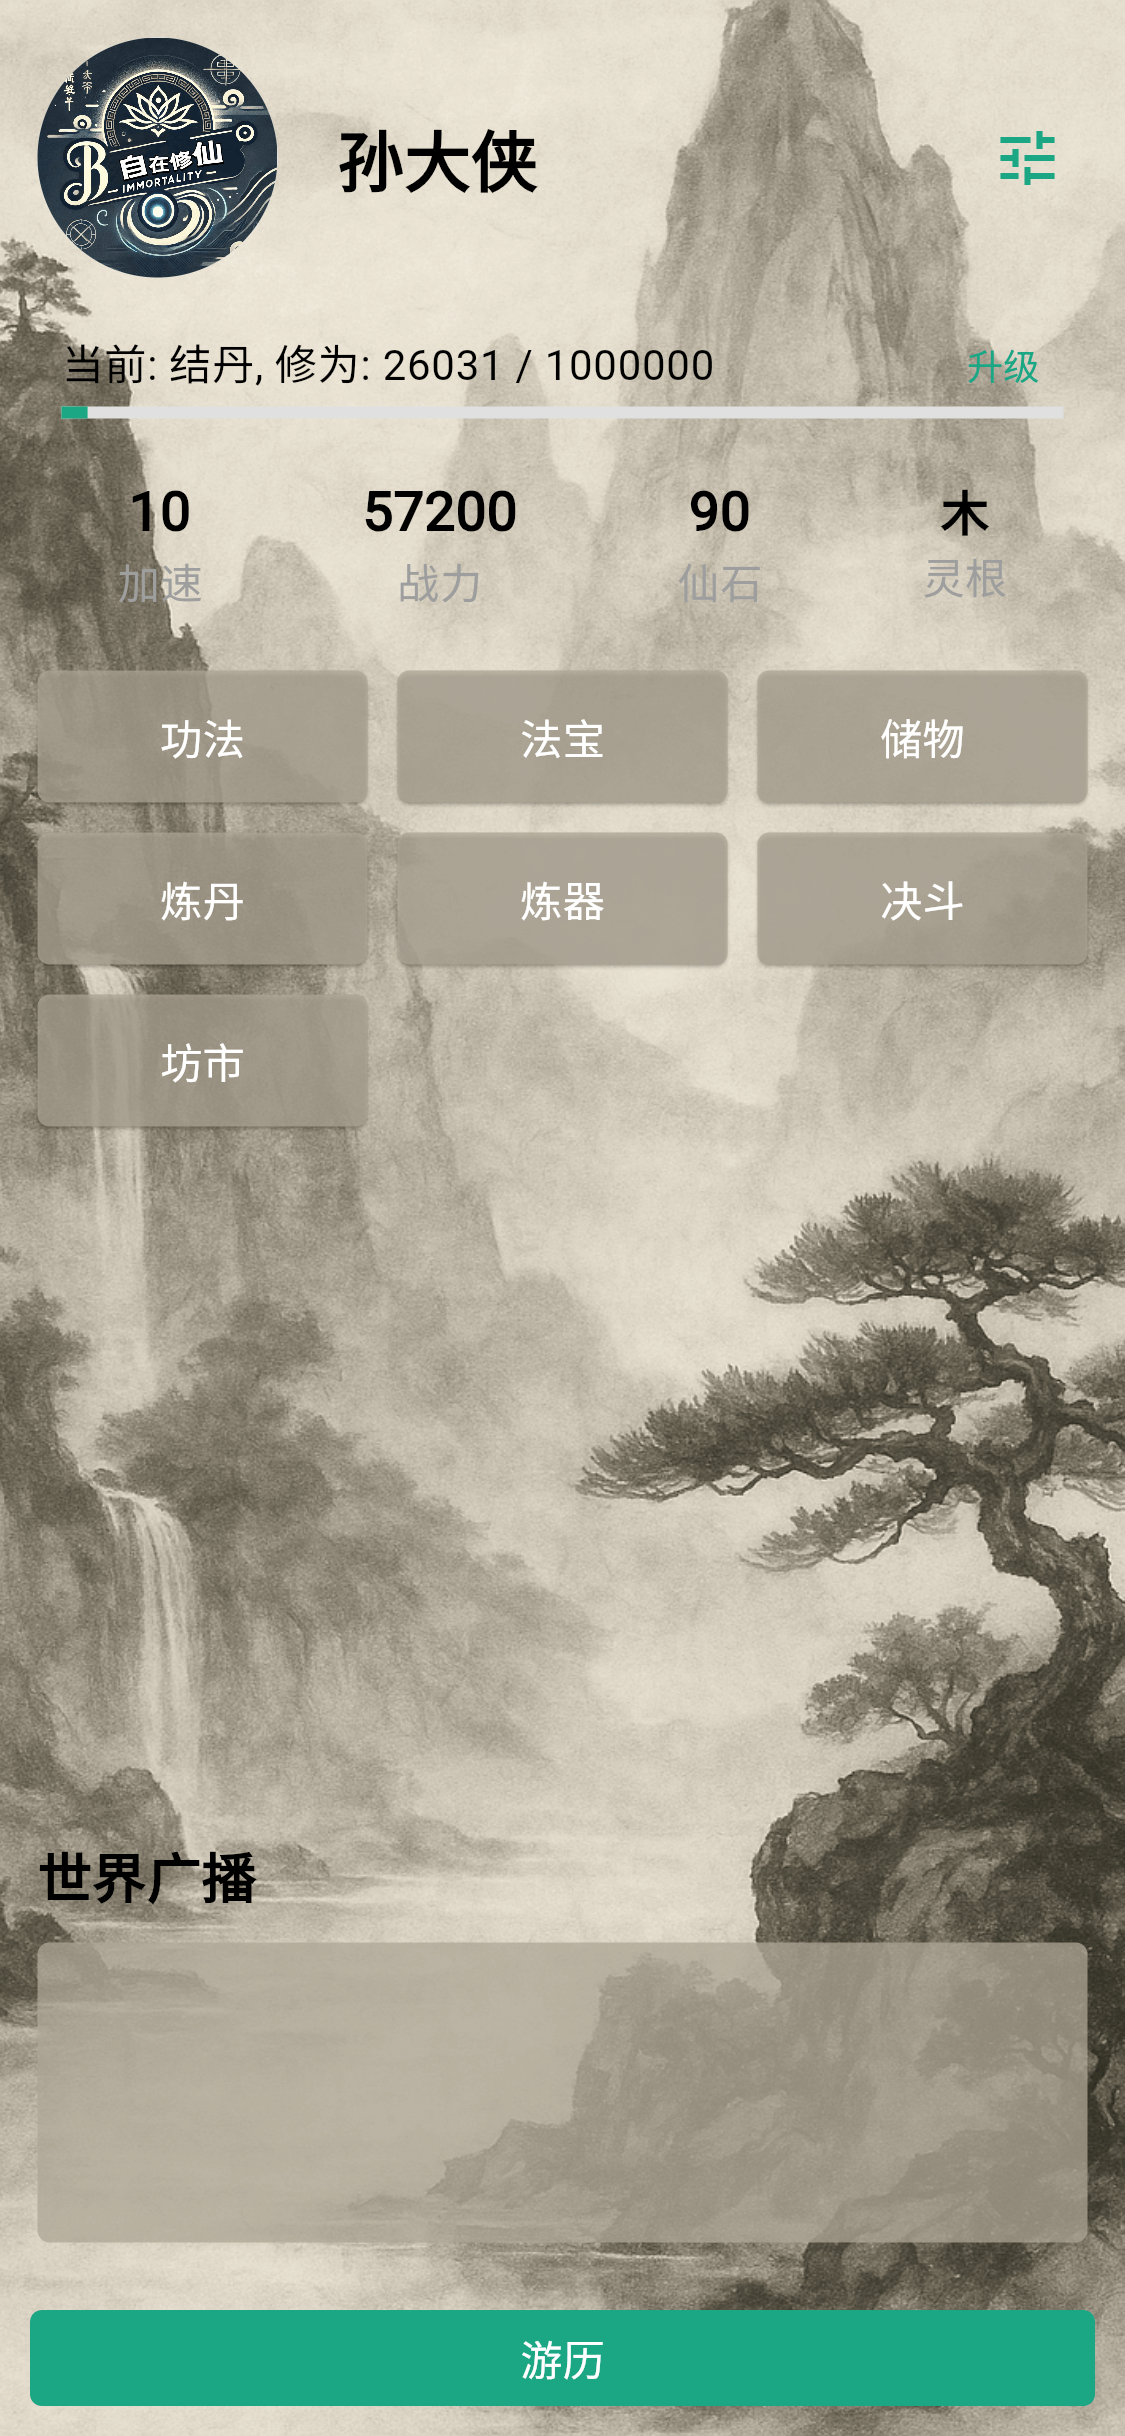 自在修仙
IMMORTALITY
孙大侠
当前: 结丹, 修为: 26031 / 1000000
升级
10 57200 90 木
加速 战力 仙石 灵根
功法 法宝 储物
炼丹 炼器 决斗
坊市
世界广播
游历